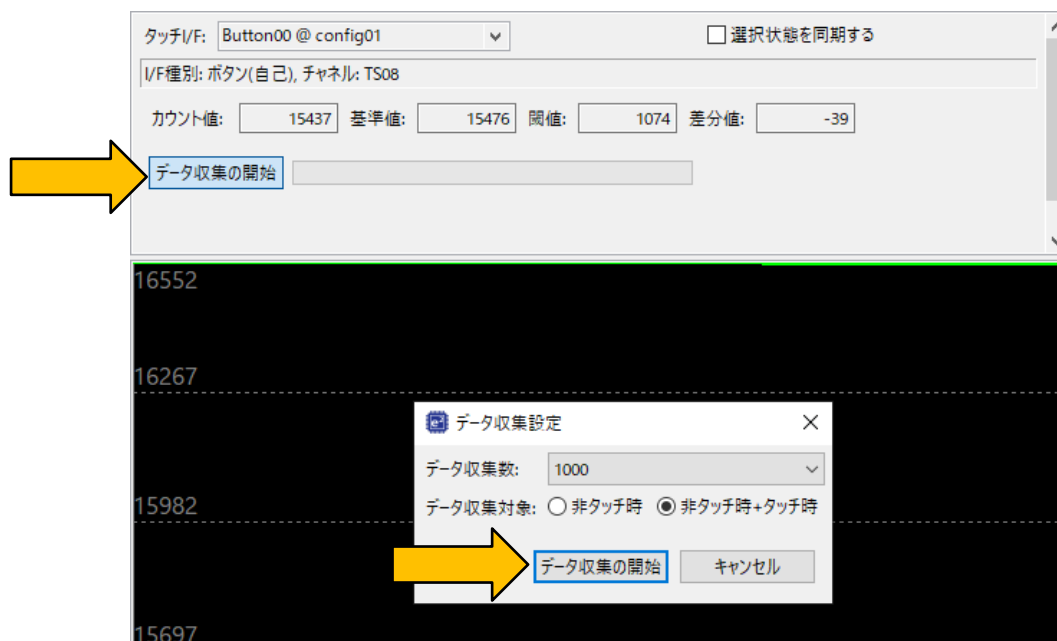 タッチI/F: Button00 @ config01 選択状態を同期する
I/F種別: ボタン(自己), チャネル: TS08
カウント値: 15437 基準値: 15476 閾値: 1074 差分値: -39
データ収集の開始
16552
16267
データ収集設定
データ収集数: 1000
15982
データ収集対象: 非タッチ時 非タッチ時+タッチ時
データ収集の開始 キャンセル
15697